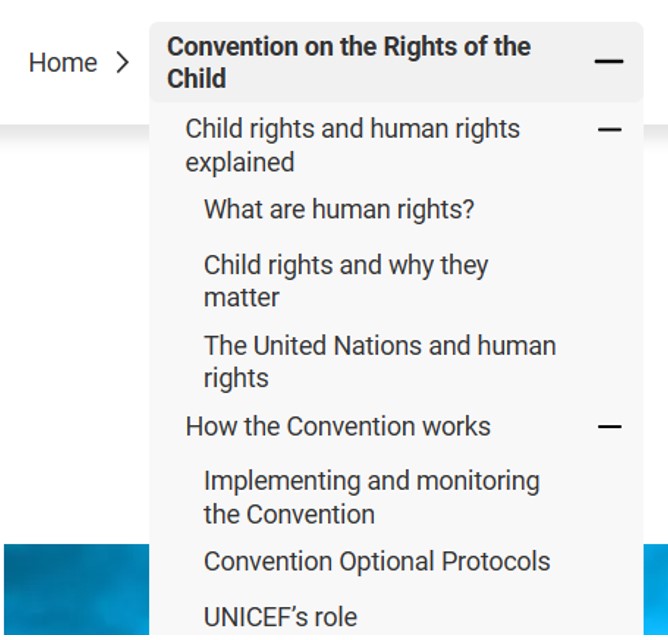 Home
Convention on the Rights of the
Child
Child rights and human rights
explained
What are human rights?
Child rights and why they
matter
The United Nations and human
rights
How the Convention works
Implementing and monitoring
the Convention
Convention Optional Protocols
UNICEF’s role